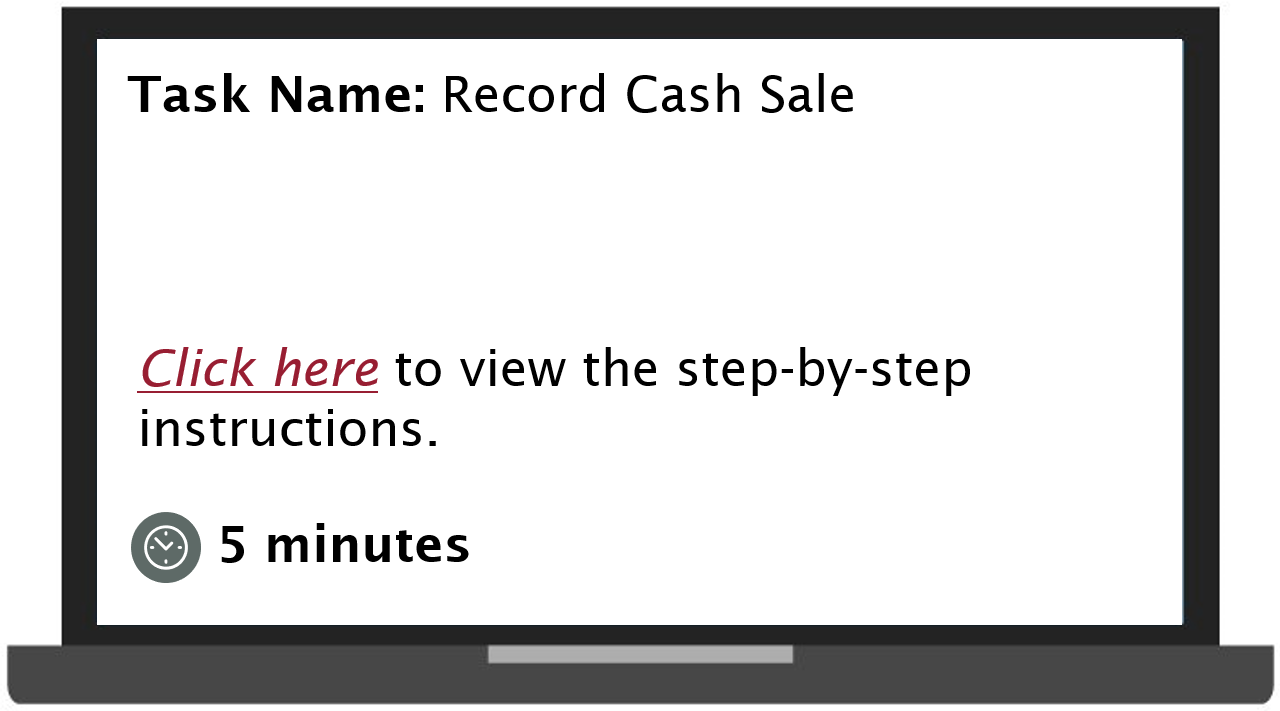 Task Name: Record Cash Sale
Click here to view the step-by-step
instructions.
5 minutes